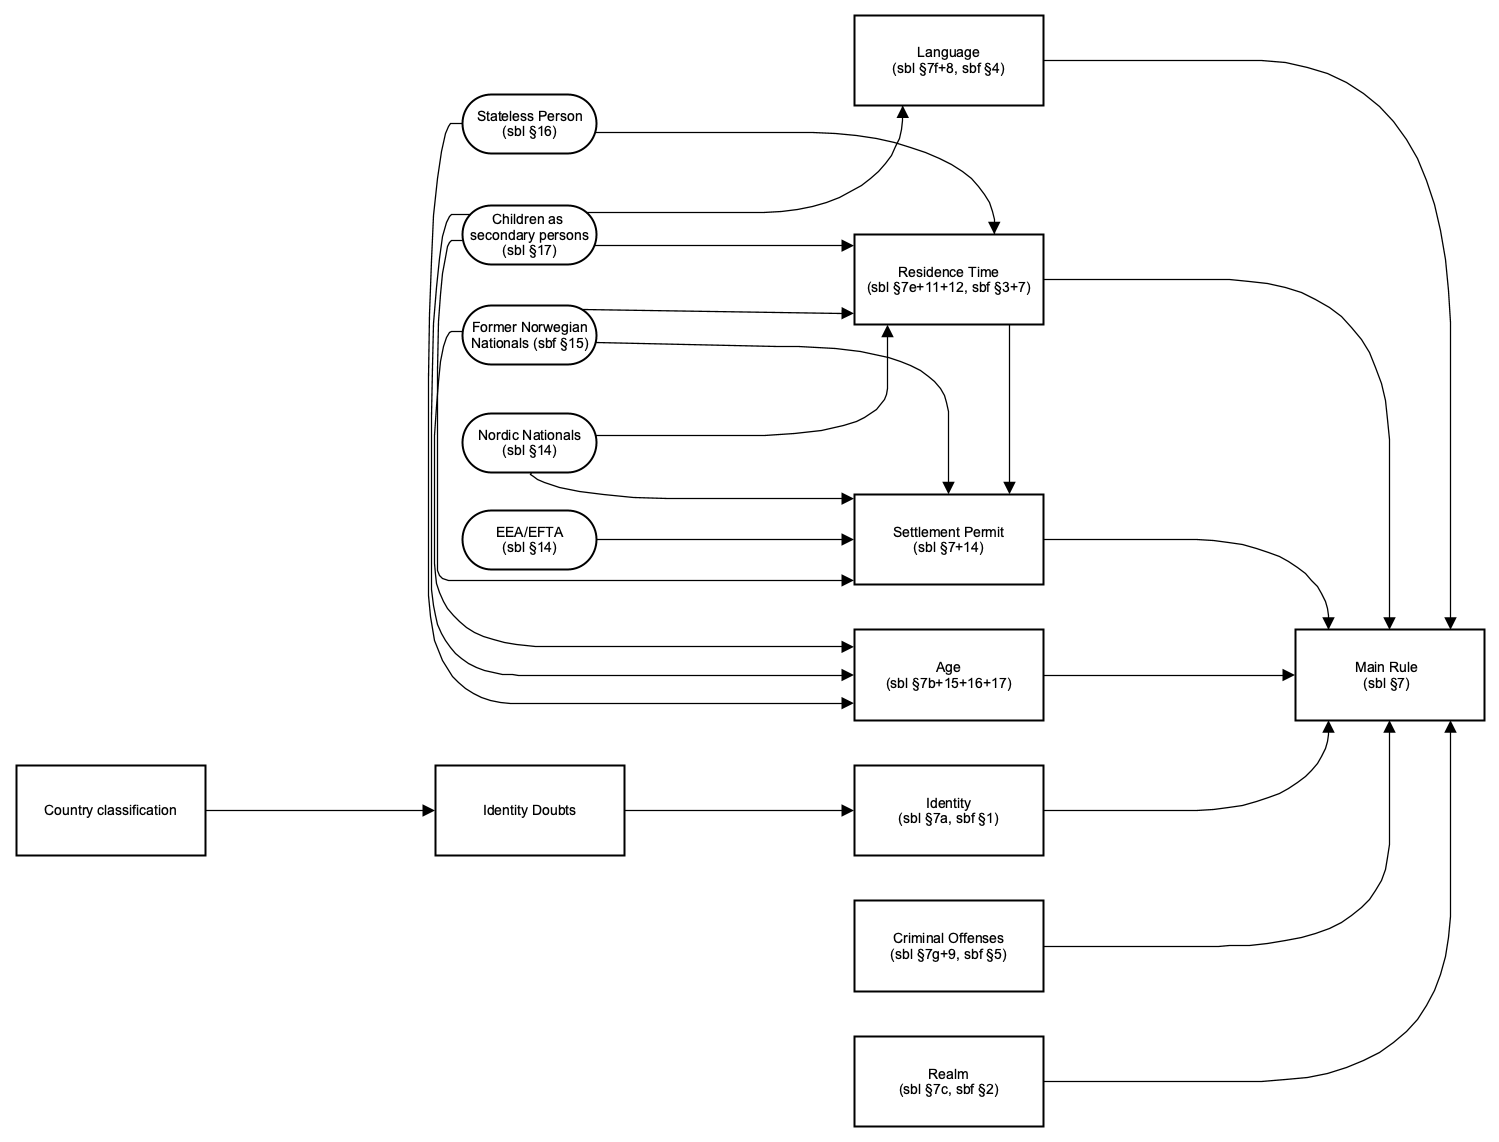 Language
(sbl §7f+8, sbf §4)
Stateless Person
(sbl §16)
Children as
secondary persons
(sbl §17)
Residence Time
(sbl §7e+11+12, sbf §3+7)
Former Norwegian
Nationals (sbf §15)
Nordic Nationals
(sbl §14)
EEA/EFTA
(sbl §14)
Settlement Permit
(sbl §7+14)
Age
(sbl §7b+15+16+17)
Main Rule
(sbl §7)
Country classification
Identity Doubts
Identity
(sbl §7a, sbf §1)
Criminal Offenses
(sbl §7g+9, sbf §5)
Realm
(sbl §7c, sbf §2)